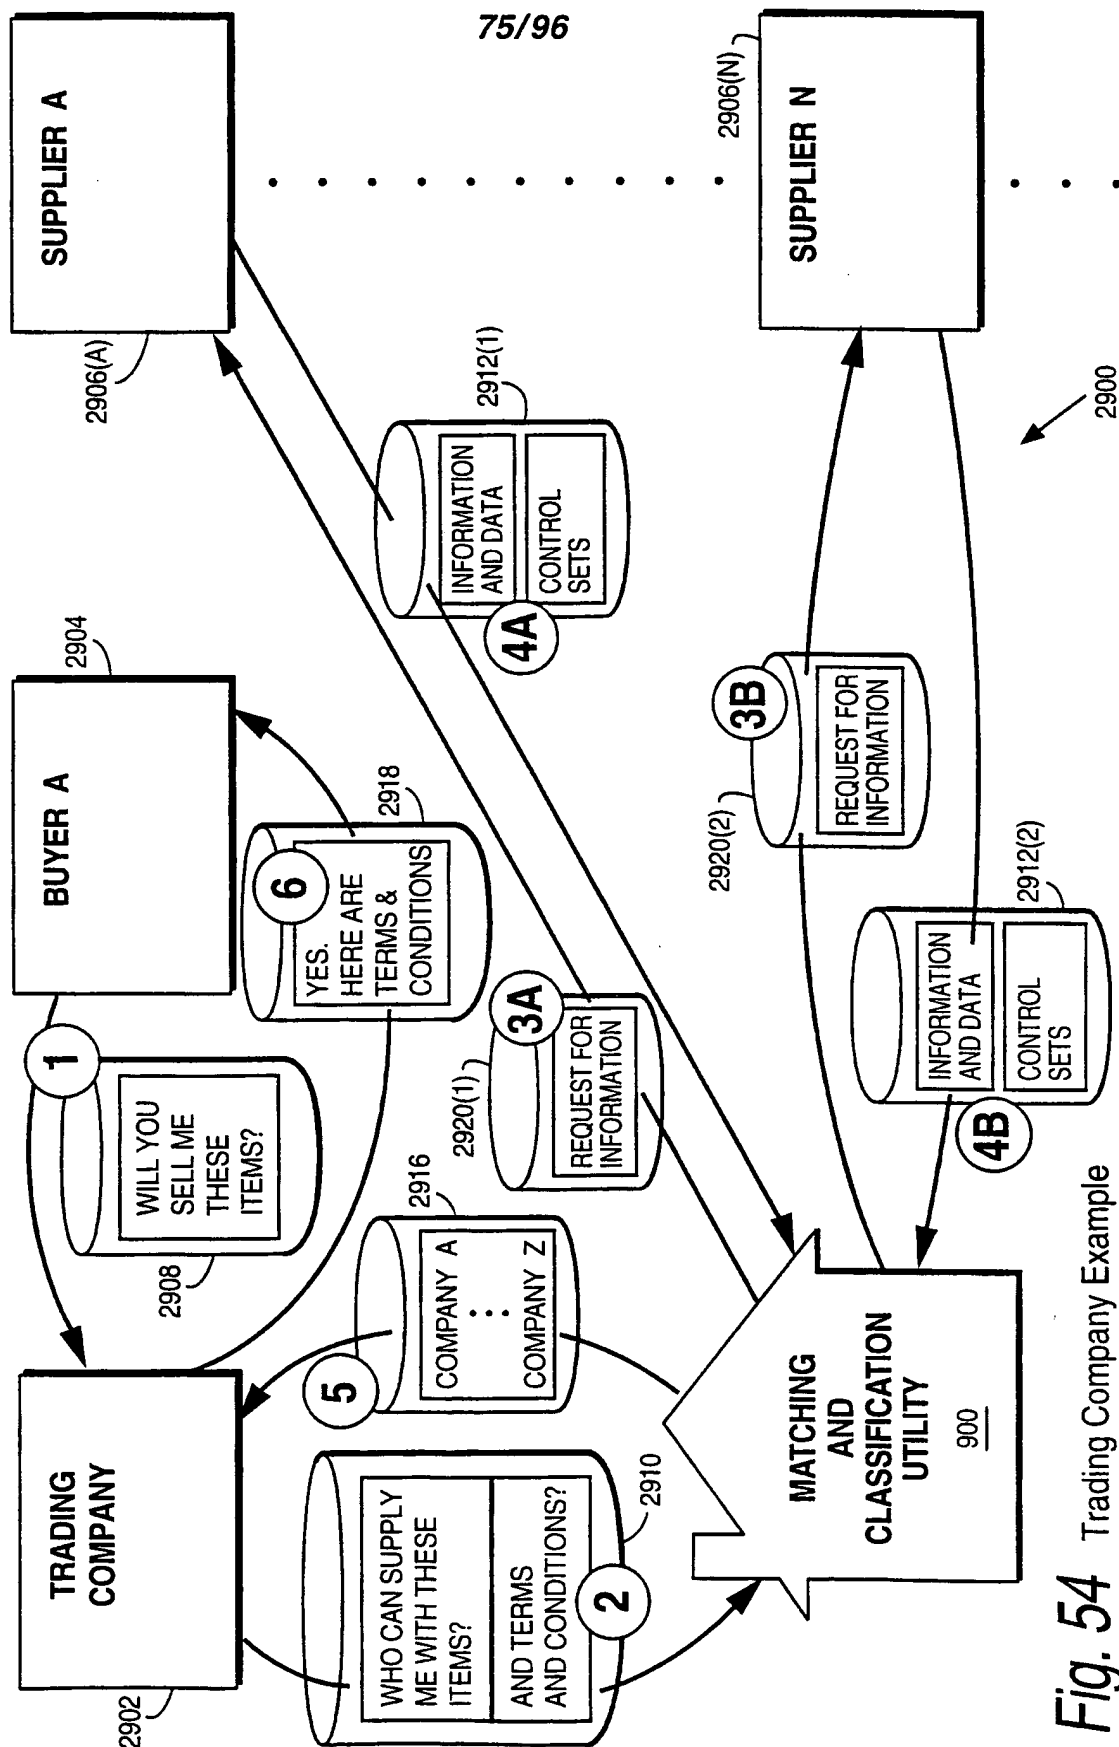 75/96
TRADING
COMPANY
2902
BUYER A
2904
SUPPLIER A
2906(A)
1
WILL YOU
SELL ME
THESE
ITEMS?
2908
6
YES.
HERE ARE
TERMS &
CONDITIONS
2918
WHO CAN SUPPLY
ME WITH THESE
ITEMS?
AND TERMS
AND CONDITIONS?
2
2910
5
COMPANY A
COMPANY Z
2916
3A
REQUEST FOR
INFORMATION
2920(1)
4A
INFORMATION
AND DATA
CONTROL
SETS
2912(1)
MATCHING
AND
CLASSIFICATION
UTILITY
900
3B
REQUEST FOR
INFORMATION
2920(2)
4B
INFORMATION
AND DATA
CONTROL
SETS
2912(2)
SUPPLIER N
2906(N)
2900
Fig. 54 Trading Company Example